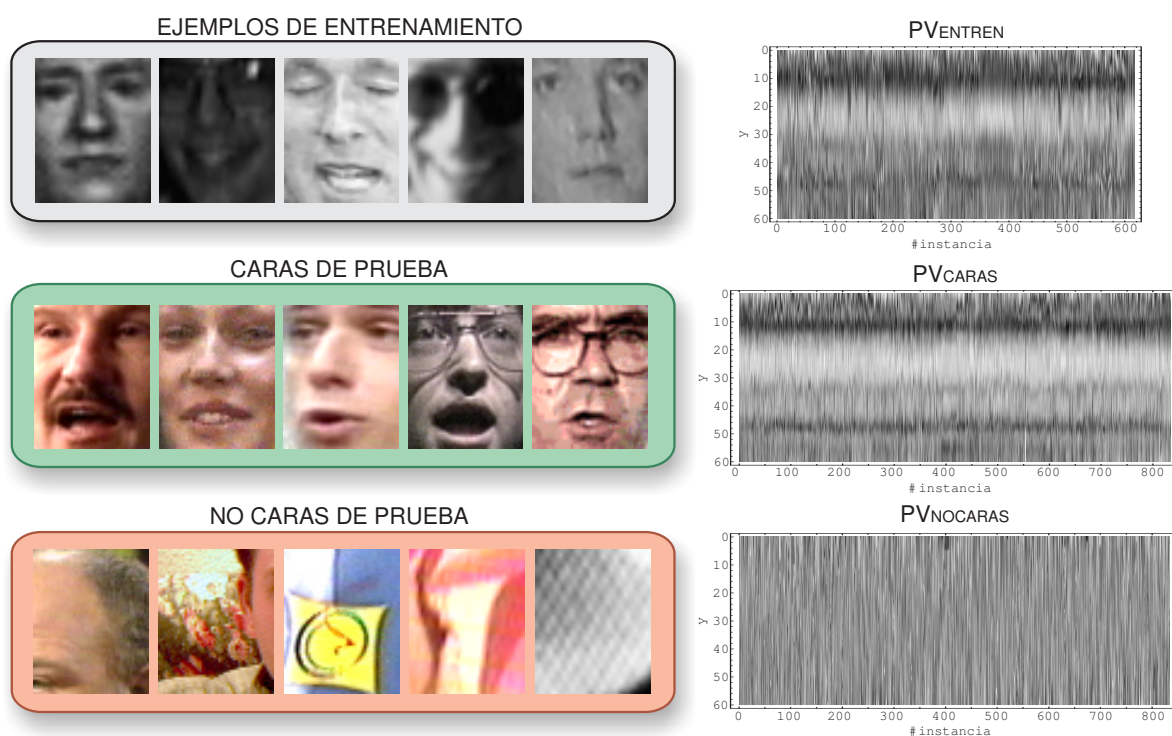 EJEMPLOS DE ENTRENAMIENTO
PVENTREN
0
10
20
30
40
50
60
y
0 100 200 300 400 500 600
#instancia
CARAS DE PRUEBA
PVCARAS
0
10
20
30
40
50
60
y
0 100 200 300 400 500 600 700 800
#instancia
NO CARAS DE PRUEBA
PVNOCARAS
0
10
20
30
40
50
60
y
0 100 200 300 400 500 600 700 800
#instancia